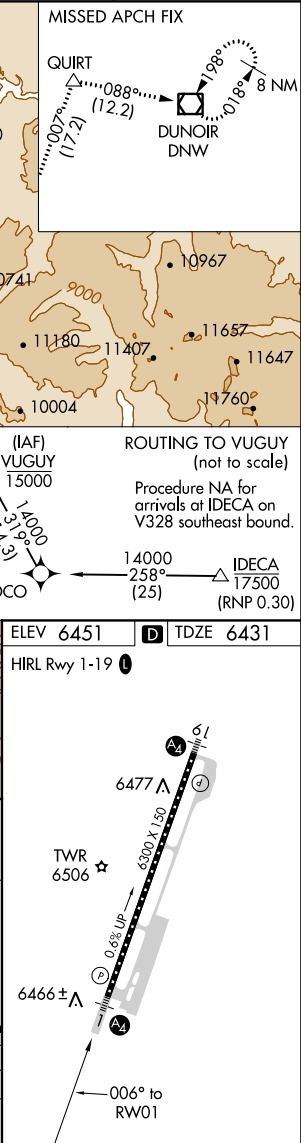 MISSED APCH FIX
QUIRT
088°
(12.2)
007°
(17.2)
198°
018°
8 NM
DUNOIR
DNW
10967
9000
11657
11180
11407
11647
11760
10004
(IAF)
VUGUY
15000
14000
319°
ROUTING TO VUGUY
(not to scale)
Procedure NA for
arrivals at IDECA on
V328 southeast bound.
14000
258°
(25)
IDECA
17500
(RNP 0.30)
ELEV 6451
D
TDZE 6431
HIRL Rwy 1-19 L
19
A4
6477
P
6300 X 150
TWR
6506
0.6% UP
P
6466 ±
1
A4
006° to
RW01